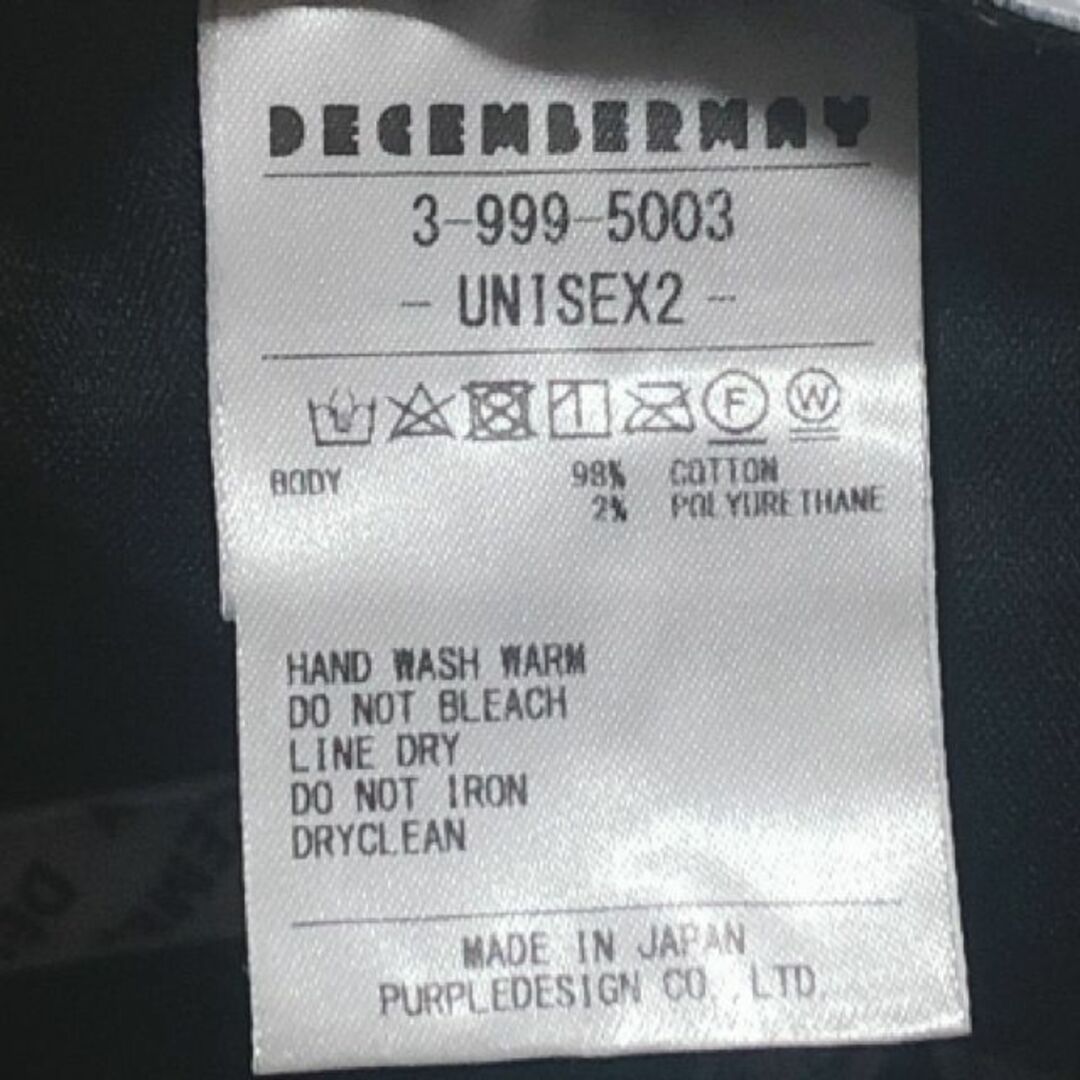 DECEMBERMAY
3-999-5003
- UNISEX2 -
F W
BODY 98% COTTON
2% POLYURETHANE
HAND WASH WARM
DO NOT BLEACH
LINE DRY
DO NOT IRON
DRYCLEAN
MADE IN JAPAN
PURPLEDESIGN CO.,LTD.